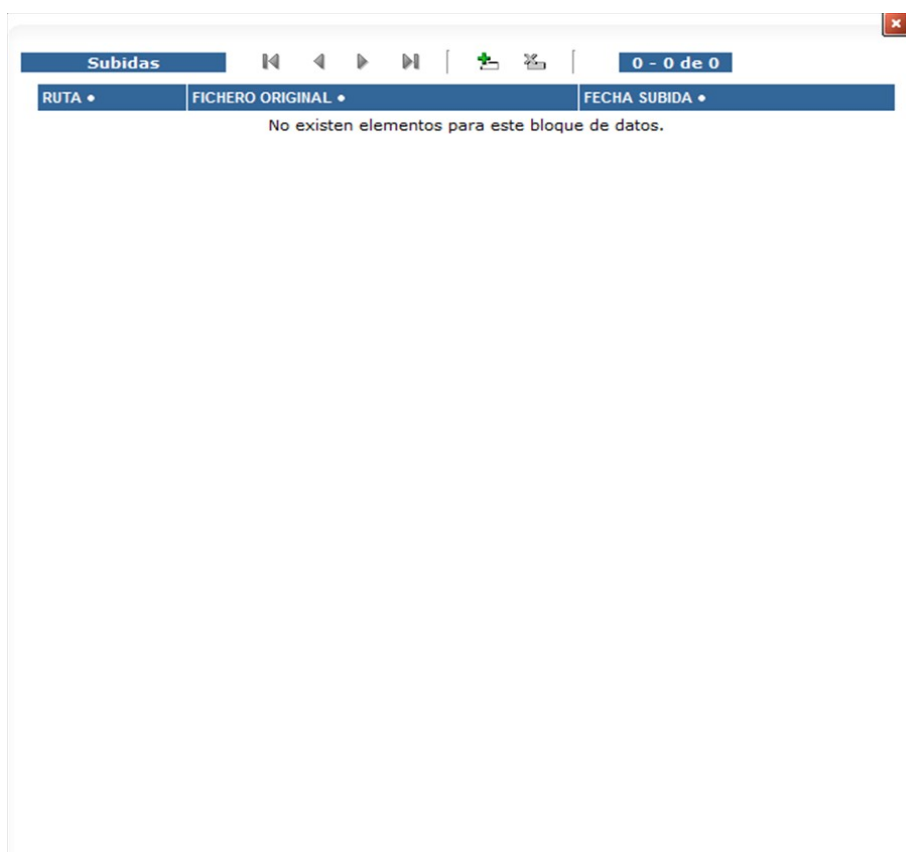 Subidas 0 - 0 de 0
RUTA • FICHERO ORIGINAL • FECHA SUBIDA •
No existen elementos para este bloque de datos.